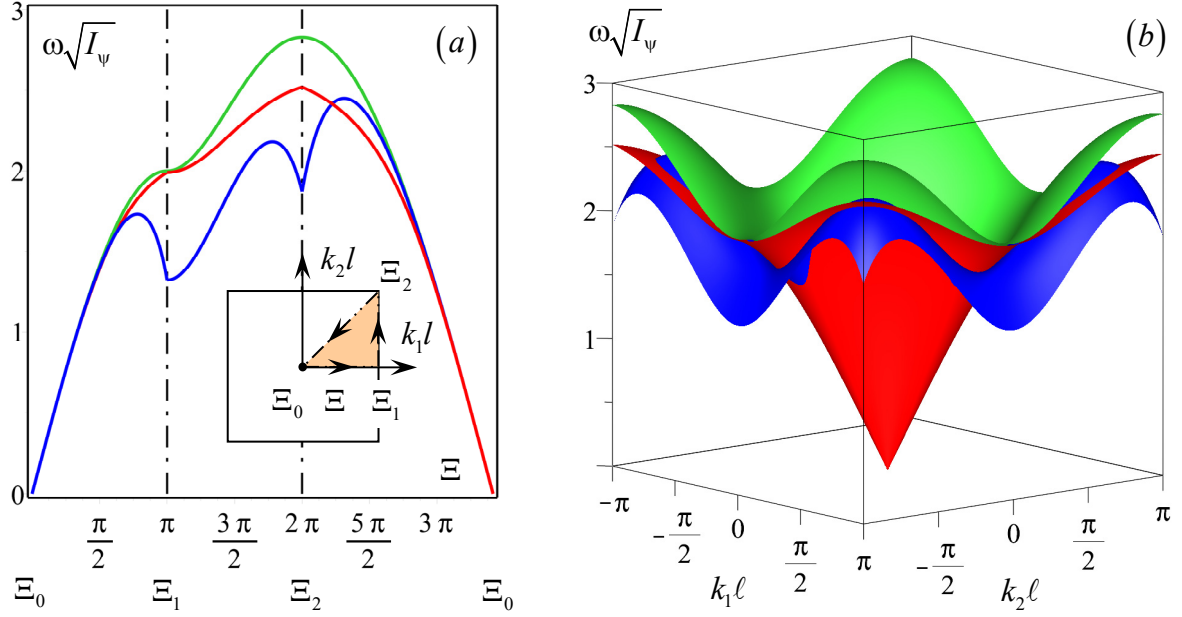 3
ω√I_ψ
(a)
2
1
0
k₂l
Ξ₂
k₁l
Ξ₀ Ξ Ξ₁
Ξ
π/2 π 3π/2 2π 5π/2 3π
Ξ₀ Ξ₁ Ξ₂ Ξ₀
ω√I_ψ
(b)
3
2
1
-π -π/2 0 π/2 π
k₁ℓ
-π/2 0 π/2 π
k₂ℓ